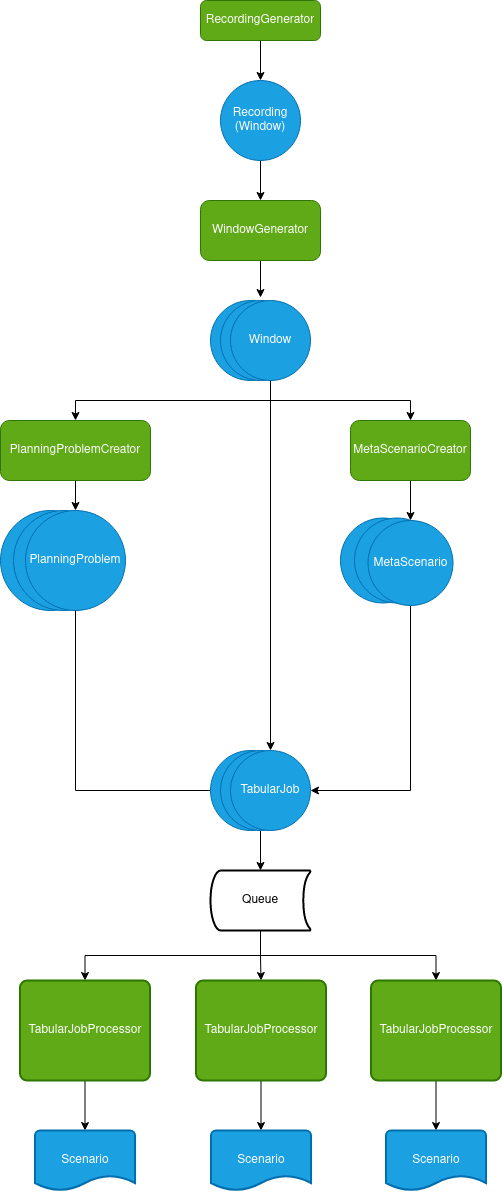 RecordingGenerator
Recording
(Window)
WindowGenerator
Window
PlanningProblemCreator
MetaScenarioCreator
PlanningProblem
MetaScenario
TabularJob
Queue
TabularJobProcessor
TabularJobProcessor
TabularJobProcessor
Scenario
Scenario
Scenario